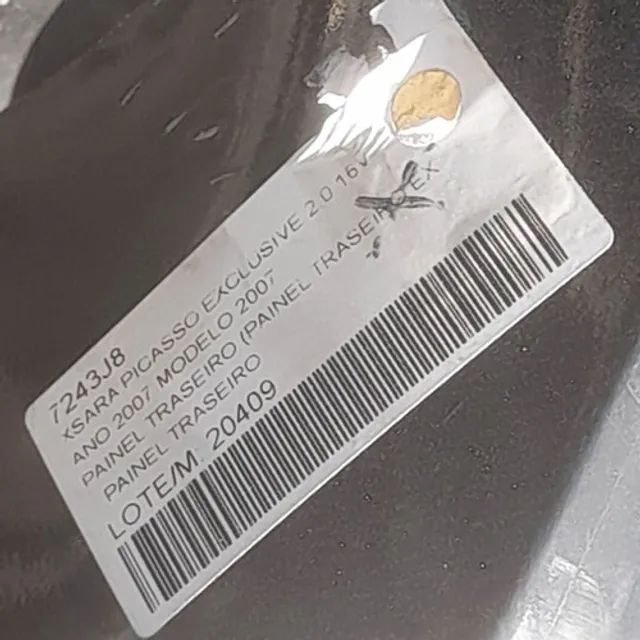 7243J8
XSARA PICASSO EXCLUSIVE 2.0 16V
ANO 2007 MODELO 2007
PAINEL TRASEIRO (PAINEL TRASEIRO EX
PAINEL TRASEIRO
LOTE/M: 20409